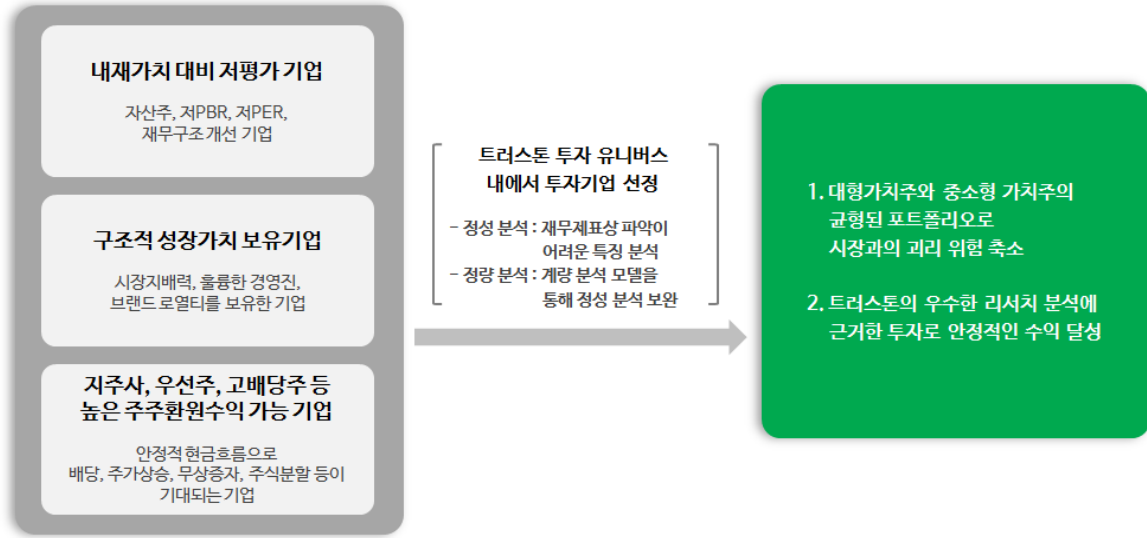 내재가치 대비 저평가 기업
자산주, 저PBR, 저PER,
재무구조 개선 기업
구조적 성장가치 보유기업
시장지배력, 훌륭한 경영진,
브랜드 로열티를 보유한 기업
지주사, 우선주, 고배당주 등
높은 주주환원수익 가능 기업
안정적 현금흐름으로
배당, 주가상승, 무상증자, 주식분할 등이
기대되는 기업
트러스톤 투자 유니버스
내에서 투자기업 선정
- 정성 분석 : 재무제표상 파악이
어려운 특징 분석
- 정량 분석 : 계량 분석 모델을
통해 정성 분석 보완
1. 대형가치주와 중소형 가치주의
균형된 포트폴리오로
시장과의 괴리 위험 축소
2. 트러스톤의 우수한 리서치 분석에
근거한 투자로 안정적인 수익 달성